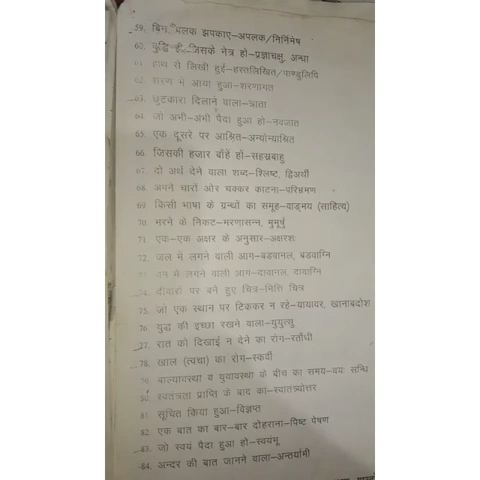 59. बिना पलक झपकाए–अपलक/निर्निमेष
60. बुद्धि ही जिसके नेत्र हो–प्रज्ञाचक्षु, अन्धा
61. हाथ से लिखी हुई–हस्तलिखित/पाण्डुलिपि
62. शरण में आया हुआ–शरणागत
63. छुटकारा दिलाने वाला–त्राता
64. जो अभी-अभी पैदा हुआ हो–नवजात
65. एक दूसरे पर आश्रित–अन्योन्याश्रित
66. जिसकी हजार बाँहें हों–सहस्रबाहु
67. दो अर्थ देने वाला शब्द–श्लिष्ट, द्विअर्थी
68. अपने चारों ओर चक्कर काटना–परिभ्रमण
69. किसी भाषा के ग्रन्थों का समूह–वाङ्मय (साहित्य)
70. मरने के निकट–मरणासन्न, मुमूर्षु
71. एक-एक अक्षर के अनुसार–अक्षरशः
72. जल में लगने वाली आग–बडवानल, बडवाग्नि
73. वन में लगने वाली आग–दावानल, दावाग्नि
74. दीवारों पर बने हुए चित्र–भित्ति चित्र
75. जो एक स्थान पर टिककर न रहे–यायावर, खानाबदोश
76. युद्ध की इच्छा रखने वाला–युयुत्सु
77. रात को दिखाई न देने का रोग–रतौंधी
78. खाल (त्वचा) का रोग–स्कर्वी
79. बाल्यावस्था व युवावस्था के बीच का समय–वयः सन्धि
80. स्वतंत्रता प्राप्ति के बाद का–स्वातन्त्र्योत्तर
81. सूचित किया हुआ–विज्ञप्त
82. एक बात का बार-बार दोहराना–पिष्ट पेषण
83. जो स्वयं पैदा हुआ हो–स्वयंभू
84. अन्दर की बात जानने वाला–अन्तर्यामी